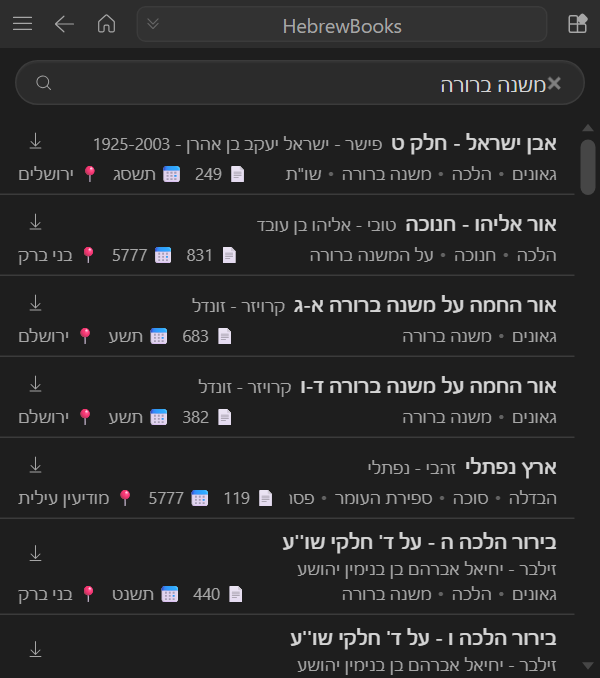 HebrewBooks
משנה ברורה
אבן ישראל - חלק ט פישר - ישראל יעקב בן אהרן - 1925-2003
גאונים • הלכה • משנה ברורה • שו"ת 249 תשסג ירושלים
אור אליהו - חנוכה טובי - אליהו בן עובד
הלכה • חנוכה • על המשנה ברורה 831 5777 בני ברק
אור החמה על משנה ברורה א-ג קרויזר - זונדל
גאונים • משנה ברורה 683 תשע ירושלם
אור החמה על משנה ברורה ד-ו קרויזר - זונדל
גאונים • משנה ברורה 382 תשע ירושלם
ארץ נפתלי זהבי - נפתלי
הבדלה • סוכה • ספירת העומר • פסו 119 5777 מודיעין עילית
בירור הלכה ה - על ד' חלקי שו''ע
זילבר - יחיאל אברהם בן בנימין יהושע
גאונים • הלכה • משנה ברורה 440 תשנט בני ברק
בירור הלכה ו - על ד' חלקי שו''ע
זילבר - יחיאל אברהם בן בנימין יהושע